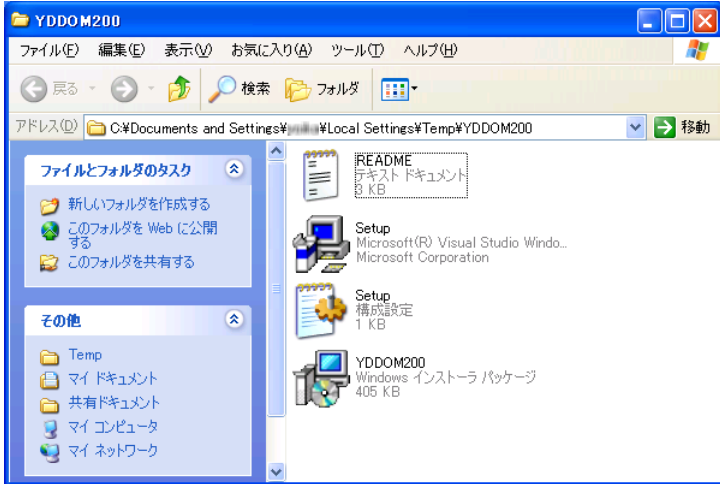 YDDOM200
ファイル(F) 編集(E) 表示(V) お気に入り(A) ツール(T) ヘルプ(H)
戻る 検索 フォルダ
アドレス(D) C:¥Documents and Settings¥ ¥Local Settings¥Temp¥YDDOM200 移動
ファイルとフォルダのタスク
新しいフォルダを作成する
このフォルダを Web に公開
する
このフォルダを共有する
その他
Temp
マイ ドキュメント
共有ドキュメント
マイ コンピュータ
マイ ネットワーク
README
テキスト ドキュメント
3 KB
Setup
Microsoft(R) Visual Studio Windo...
Microsoft Corporation
Setup
構成設定
1 KB
YDDOM200
Windows インストーラ パッケージ
405 KB